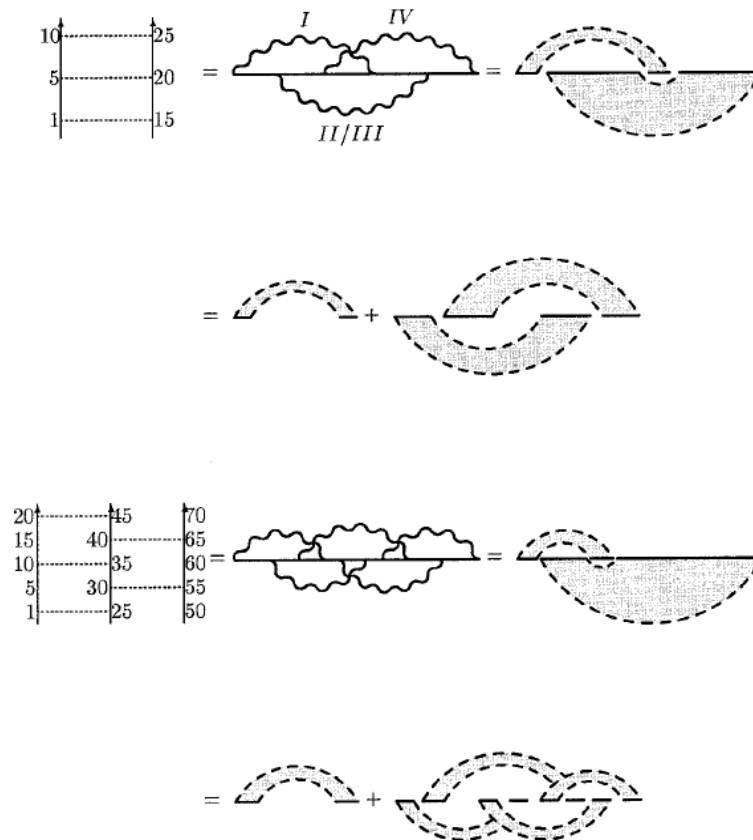 I IV
10 25
= =
5 20
1 15
II/III
= +
20 45 70
15 40 65
10 35 60 = =
5 30 55
1 25 50
= +